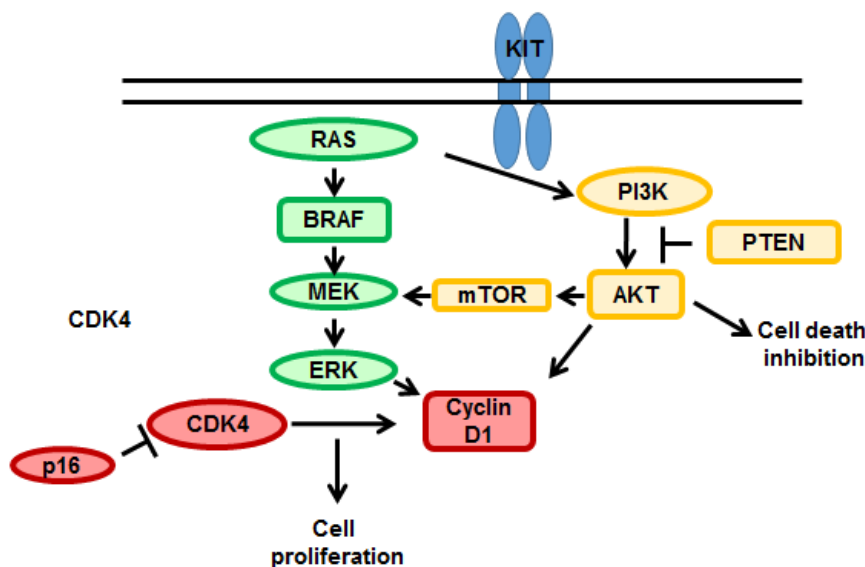 KIT
RAS
PI3K
BRAF
PTEN
MEK
mTOR
AKT
CDK4
Cell death
inhibition
ERK
Cyclin
D1
CDK4
p16
Cell
proliferation